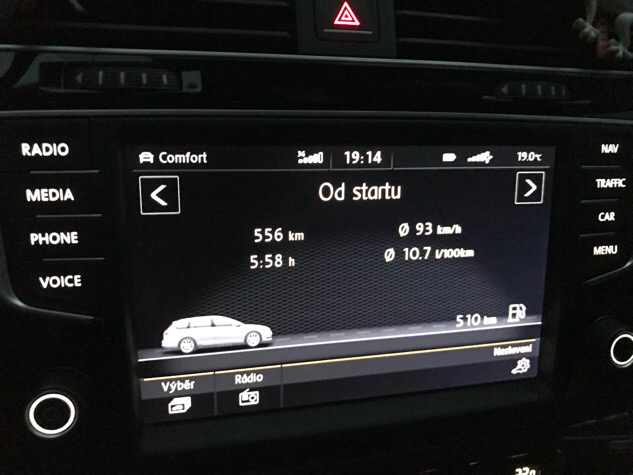 RADIO
MEDIA
PHONE
VOICE
Comfort
3G
19:14
19.0°C
Od startu
556 km
5:58 h
Ø 93 km/h
Ø 10.7 l/100km
510 km
Nastavení
Výběr
Rádio
NAV
TRAFFIC
CAR
MENU